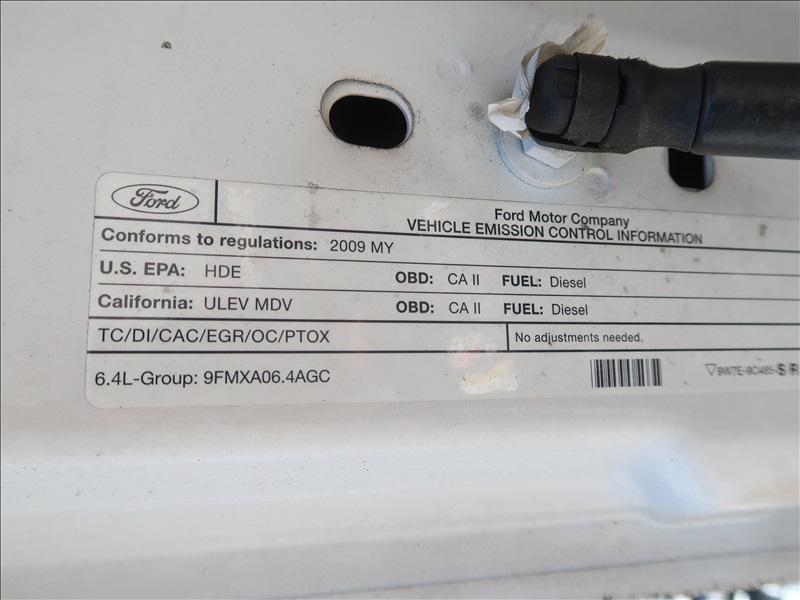 Ford
Ford Motor Company
VEHICLE EMISSION CONTROL INFORMATION
Conforms to regulations: 2009 MY
U.S. EPA: HDE OBD: CA II FUEL: Diesel
California: ULEV MDV OBD: CA II FUEL: Diesel
TC/DI/CAC/EGR/OC/PTOX No adjustments needed.
6.4L-Group: 9FMXA06.4AGC